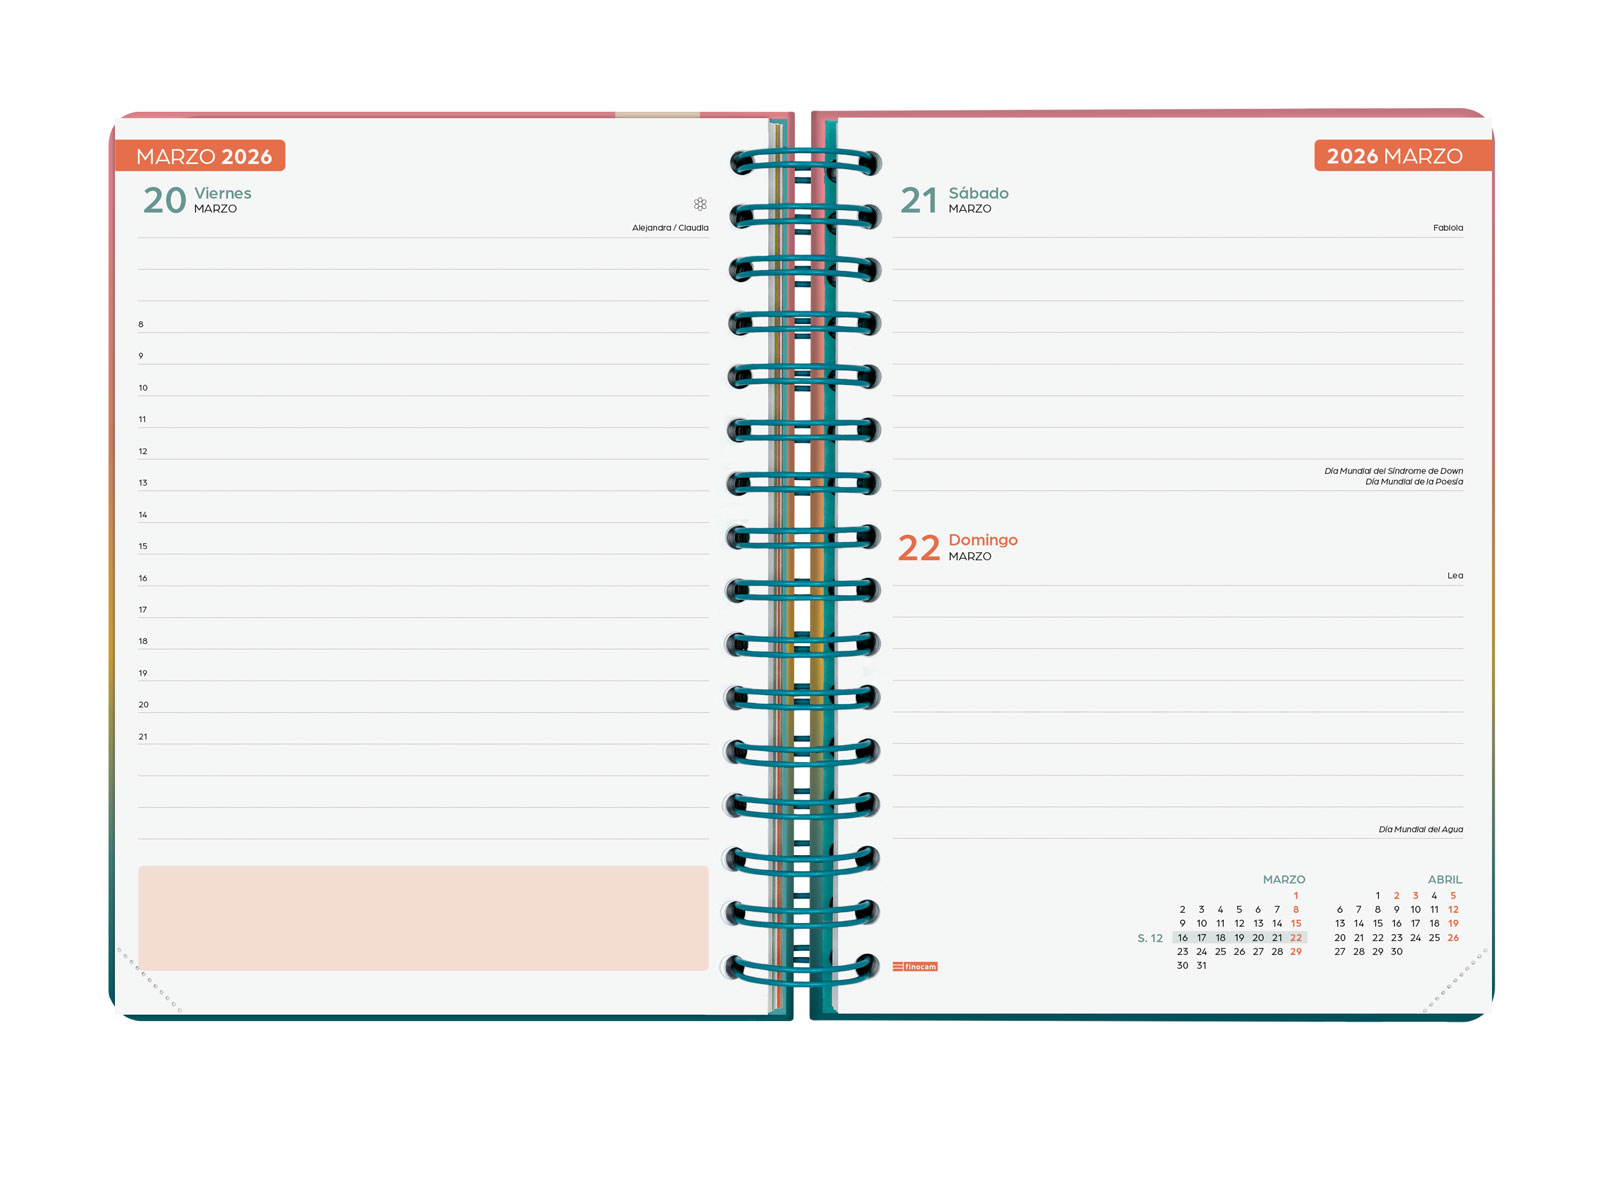 MARZO 2026
20 Viernes
MARZO
Alejandra / Claudia
8
9
10
11
12
13
14
15
16
17
18
19
20
21
2026 MARZO
21 Sábado
MARZO
Fabiola
Día Mundial del Síndrome de Down
Día Mundial de la Poesía
22 Domingo
MARZO
Lea
Día Mundial del Agua
MARZO
1
2 3 4 5 6 7 8
9 10 11 12 13 14 15
S. 12 16 17 18 19 20 21 22
23 24 25 26 27 28 29
30 31
ABRIL
1 2 3 4 5
6 7 8 9 10 11 12
13 14 15 16 17 18 19
20 21 22 23 24 25 26
27 28 29 30
finocam